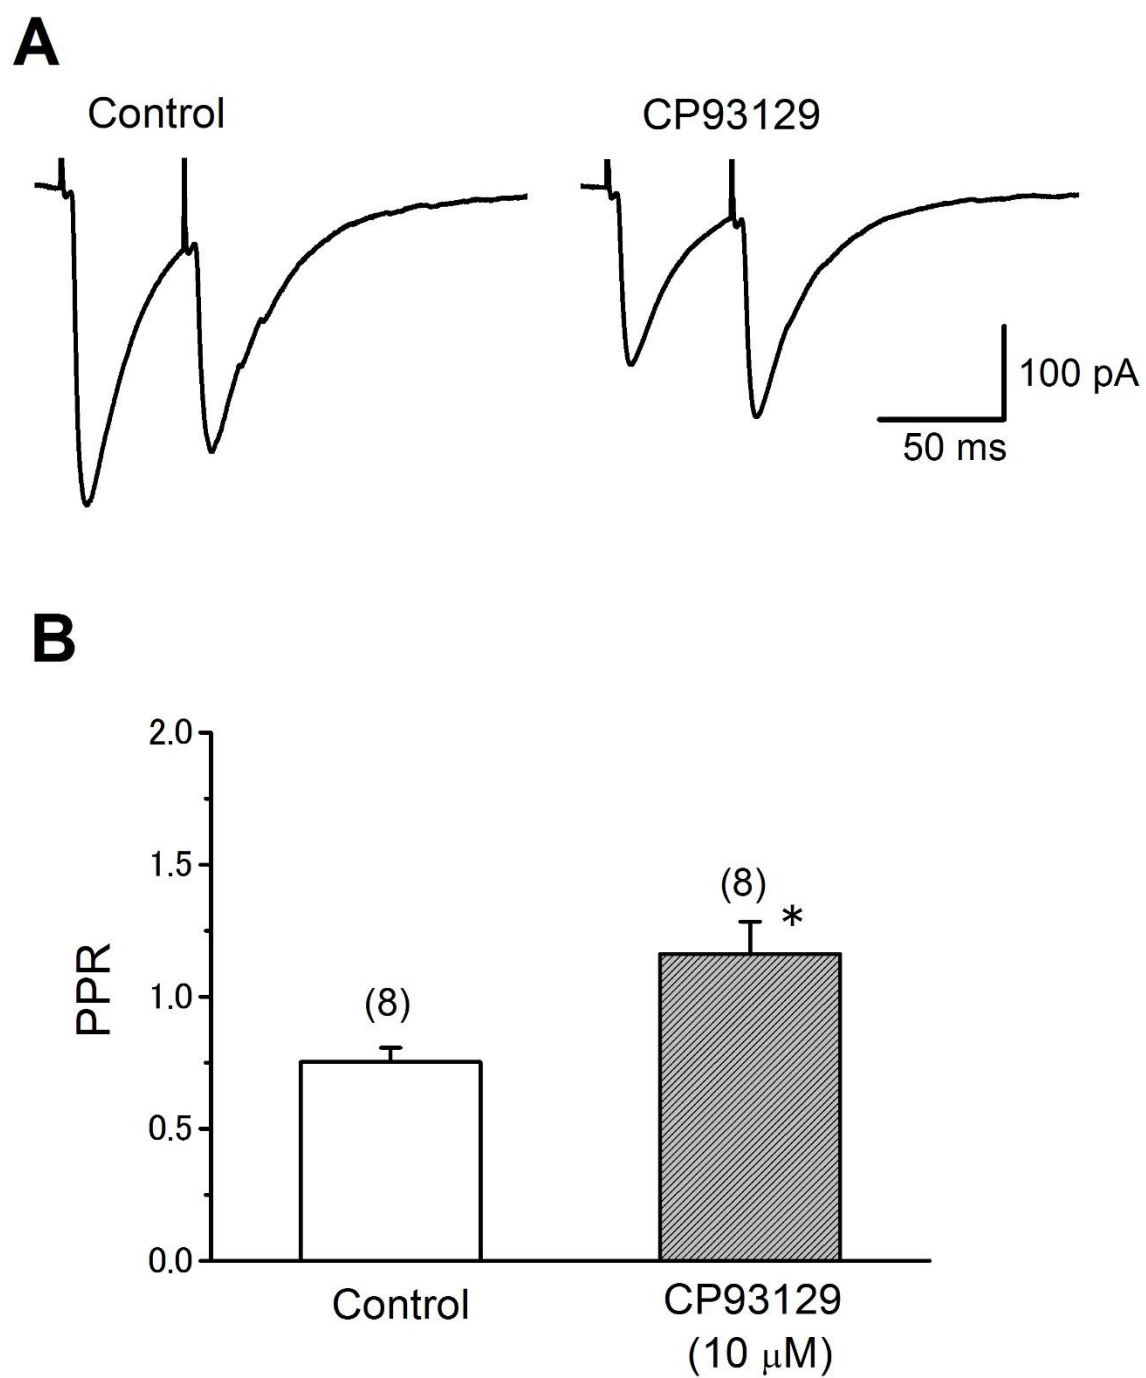 A
Control
CP93129
100 pA
50 ms
B
2.0
1.5
1.0
0.5
0.0
PPR
(8)
(8)
*
Control
CP93129
(10 μM)